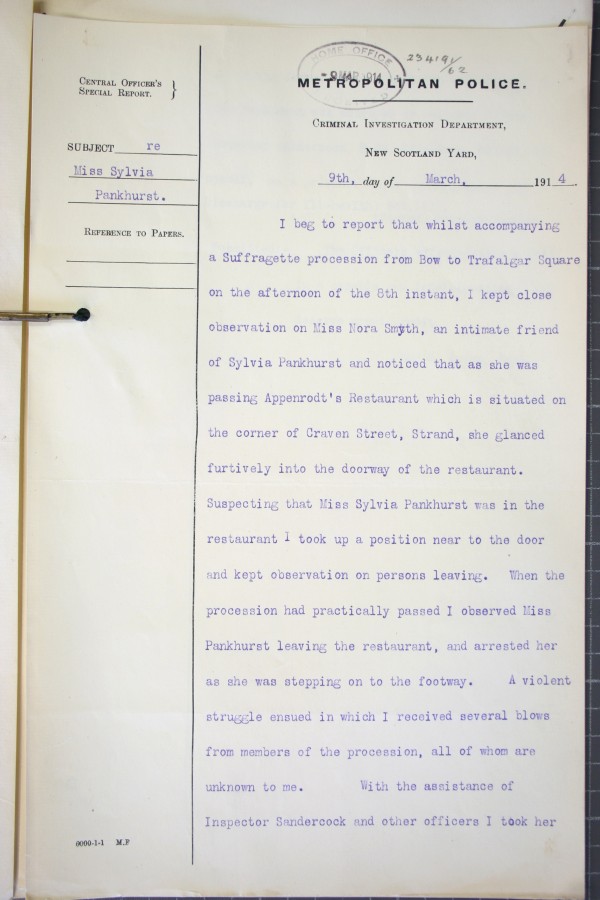 HOME OFFICE
9 MAR 1914
234191/62
METROPOLITAN POLICE.
CENTRAL OFFICER'S
SPECIAL REPORT.
CRIMINAL INVESTIGATION DEPARTMENT,
NEW SCOTLAND YARD,
9th, day of March, 1914.
SUBJECT re
Miss Sylvia
Pankhurst.
REFERENCE TO PAPERS.
I beg to report that whilst accompanying
a Suffragette procession from Bow to Trafalgar Square
on the afternoon of the 8th instant, I kept close
observation on Miss Nora Smyth, an intimate friend
of Sylvia Pankhurst and noticed that as she was
passing Appenrodt's Restaurant which is situated on
the corner of Craven Street, Strand, she glanced
furtively into the doorway of the restaurant.
Suspecting that Miss Sylvia Pankhurst was in the
restaurant I took up a position near to the door
and kept observation on persons leaving. When the
procession had practically passed I observed Miss
Pankhurst leaving the restaurant, and arrested her
as she was stepping on to the footway. A violent
struggle ensued in which I received several blows
from members of the procession, all of whom are
unknown to me. With the assistance of
Inspector Sandercock and other officers I took her
0000-1-1 M.P